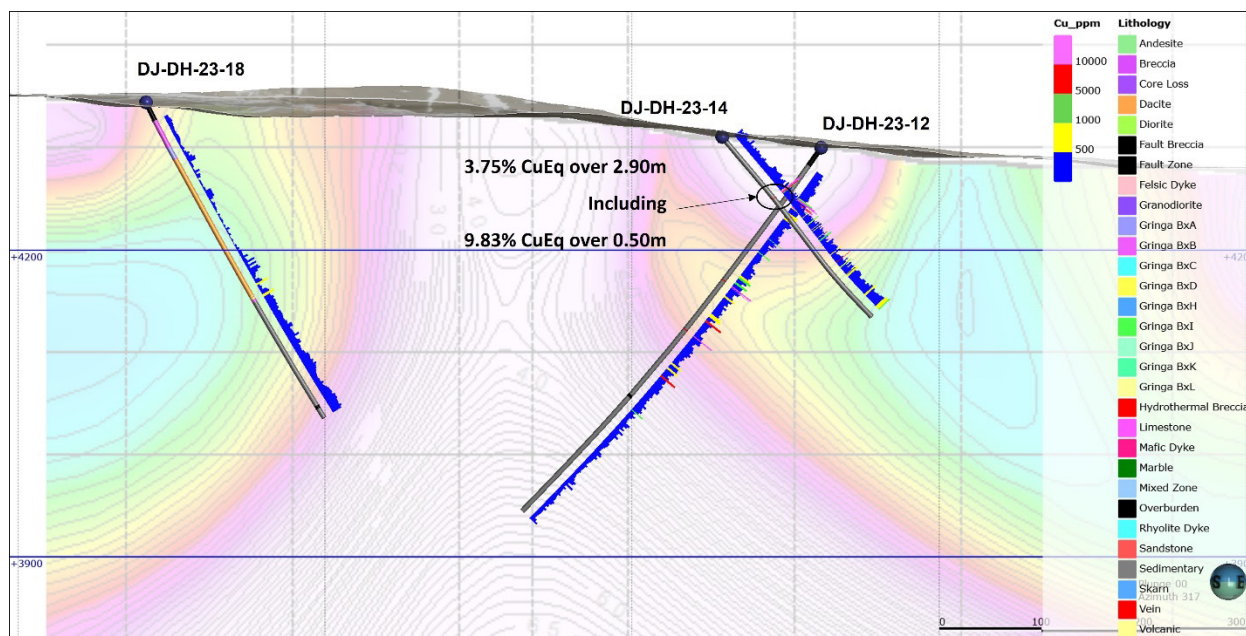 DJ-DH-23-18
DJ-DH-23-14
DJ-DH-23-12
3.75% CuEq over 2.90m
Including
9.83% CuEq over 0.50m
+4200
+3900
Cu_ppm
10000
5000
1000
500
Lithology
Andesite
Breccia
Core Loss
Dacite
Diorite
Fault Breccia
Fault Zone
Felsic Dyke
Granodiorite
Gringa BxA
Gringa BxB
Gringa BxC
Gringa BxD
Gringa BxH
Gringa BxI
Gringa BxJ
Gringa BxK
Gringa BxL
Hydrothermal Breccia
Limestone
Mafic Dyke
Marble
Mixed Zone
Overburden
Rhyolite Dyke
Sandstone
Sedimentary
Skarn
Vein
Volcanic
Plunge 00
Azimuth 317
0 100 200 300